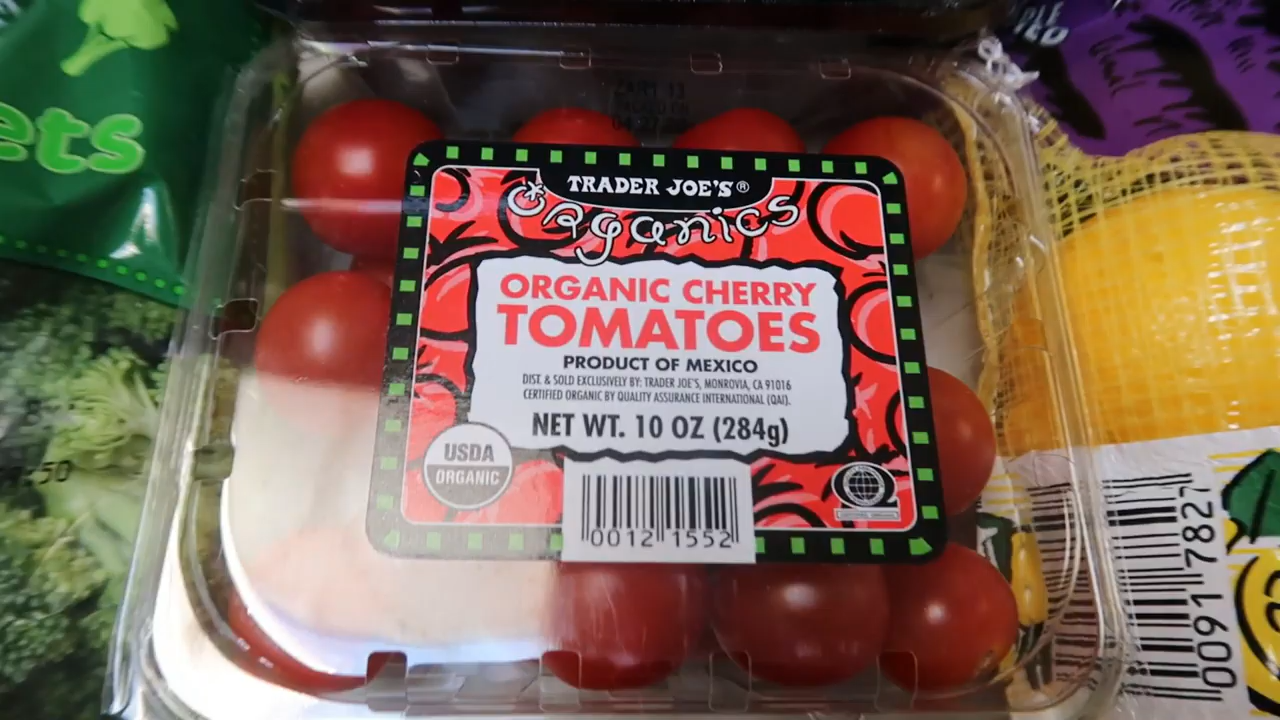 ets
TRADER JOE'S®
Organics
ORGANIC CHERRY
TOMATOES
PRODUCT OF MEXICO
DIST. & SOLD EXCLUSIVELY BY: TRADER JOE'S, MONROVIA, CA 91016
CERTIFIED ORGANIC BY QUALITY ASSURANCE INTERNATIONAL (QAI).
NET WT. 10 OZ (284g)
USDA
ORGANIC
0012 1552
50
0091 7827